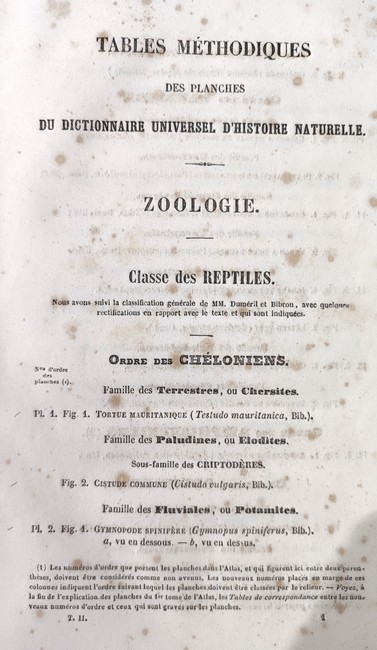 TABLES MÉTHODIQUES
DES PLANCHES
DU DICTIONNAIRE UNIVERSEL D'HISTOIRE NATURELLE.
ZOOLOGIE.
Classe des REPTILES.
Nous avons suivi la classification générale de MM. Duméril et Bibron, avec quelques
rectifications en rapport avec le texte et qui sont indiquées.
ORDRE DES CHÉLONIENS.
Nos d'ordre
des
planches (1).
Famille des Terrestres, ou Chersites.
Pl. 1. Fig. 1. TORTUE MAURITANIQUE (Testudo mauritanica, Bib.).
Famille des Paludines, ou Elodites.
Sous-famille des CRIPTODÈRES.
Fig. 2. CISTUDE COMMUNE (Cistudo vulgaris, Bib.).
Famille des Fluviales, ou Potamites.
Pl. 2. Fig. 1. GYMNOPODE SPINIFÈRE (Gymnopus spiniferus, Bib.).
a, vu en dessous. — b, vu en dessus.
(1) Les numéros d'ordre que portent les planches dans l'Atlas, et qui figurent ici entre deux paren-
thèses, doivent être considérés comme non avenus. Les nouveaux numéros placés en marge de ces
colonnes indiquent l'ordre suivant lequel les planches doivent être classées par le relieur. — Voyez, à
la fin de l'explication des planches du 1er tome de l'Atlas, les Tables de correspondance entre les nou-
veaux numéros d'ordre et ceux qui sont gravés sur les planches.
T. II. 1